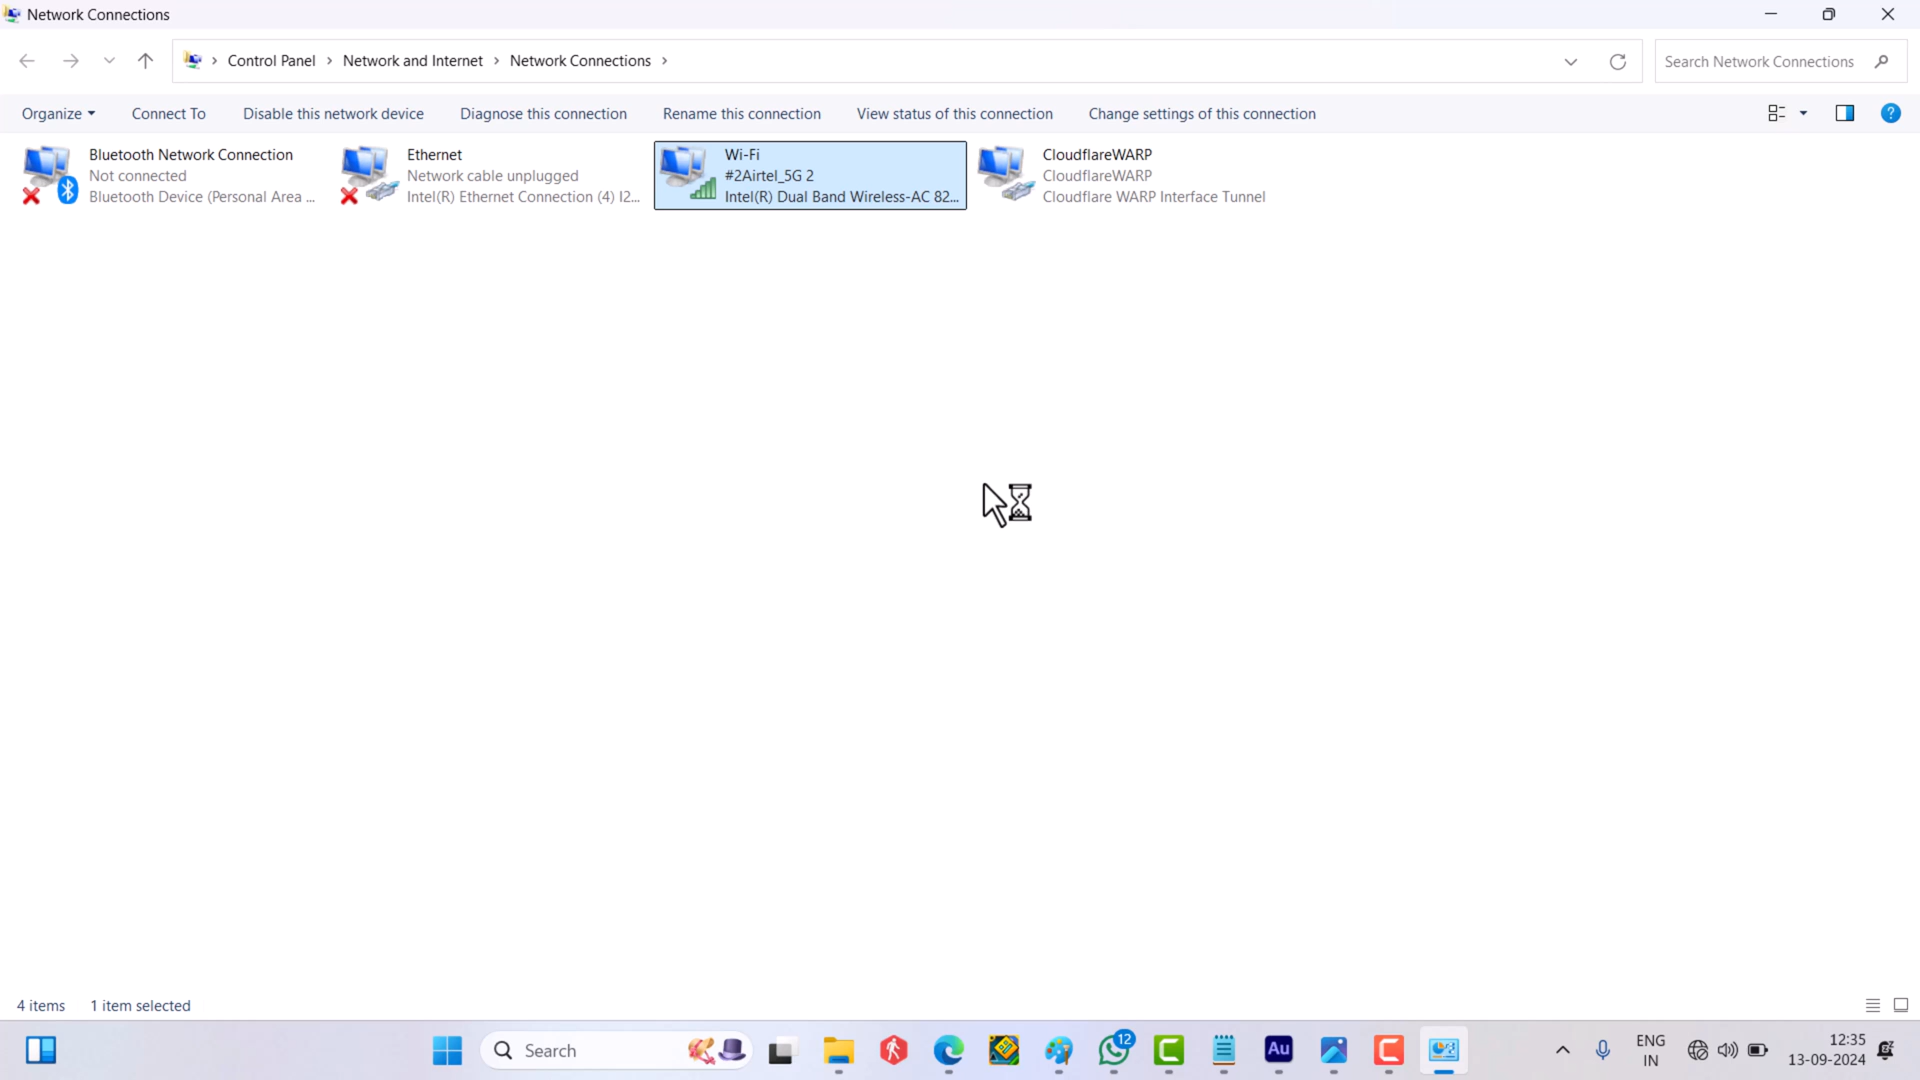 Network Connections
Control Panel > Network and Internet > Network Connections >
Search Network Connections
Organize
Connect To
Disable this network device
Diagnose this connection
Rename this connection
View status of this connection
Change settings of this connection
Bluetooth Network Connection
Not connected
Bluetooth Device (Personal Area ...
Ethernet
Network cable unplugged
Intel(R) Ethernet Connection (4) I2...
Wi-Fi
#2Airtel_5G 2
Intel(R) Dual Band Wireless-AC 82...
CloudflareWARP
CloudflareWARP
Cloudflare WARP Interface Tunnel
4 items
1 item selected
Search
12
Au
ENG
IN
12:35
13-09-2024